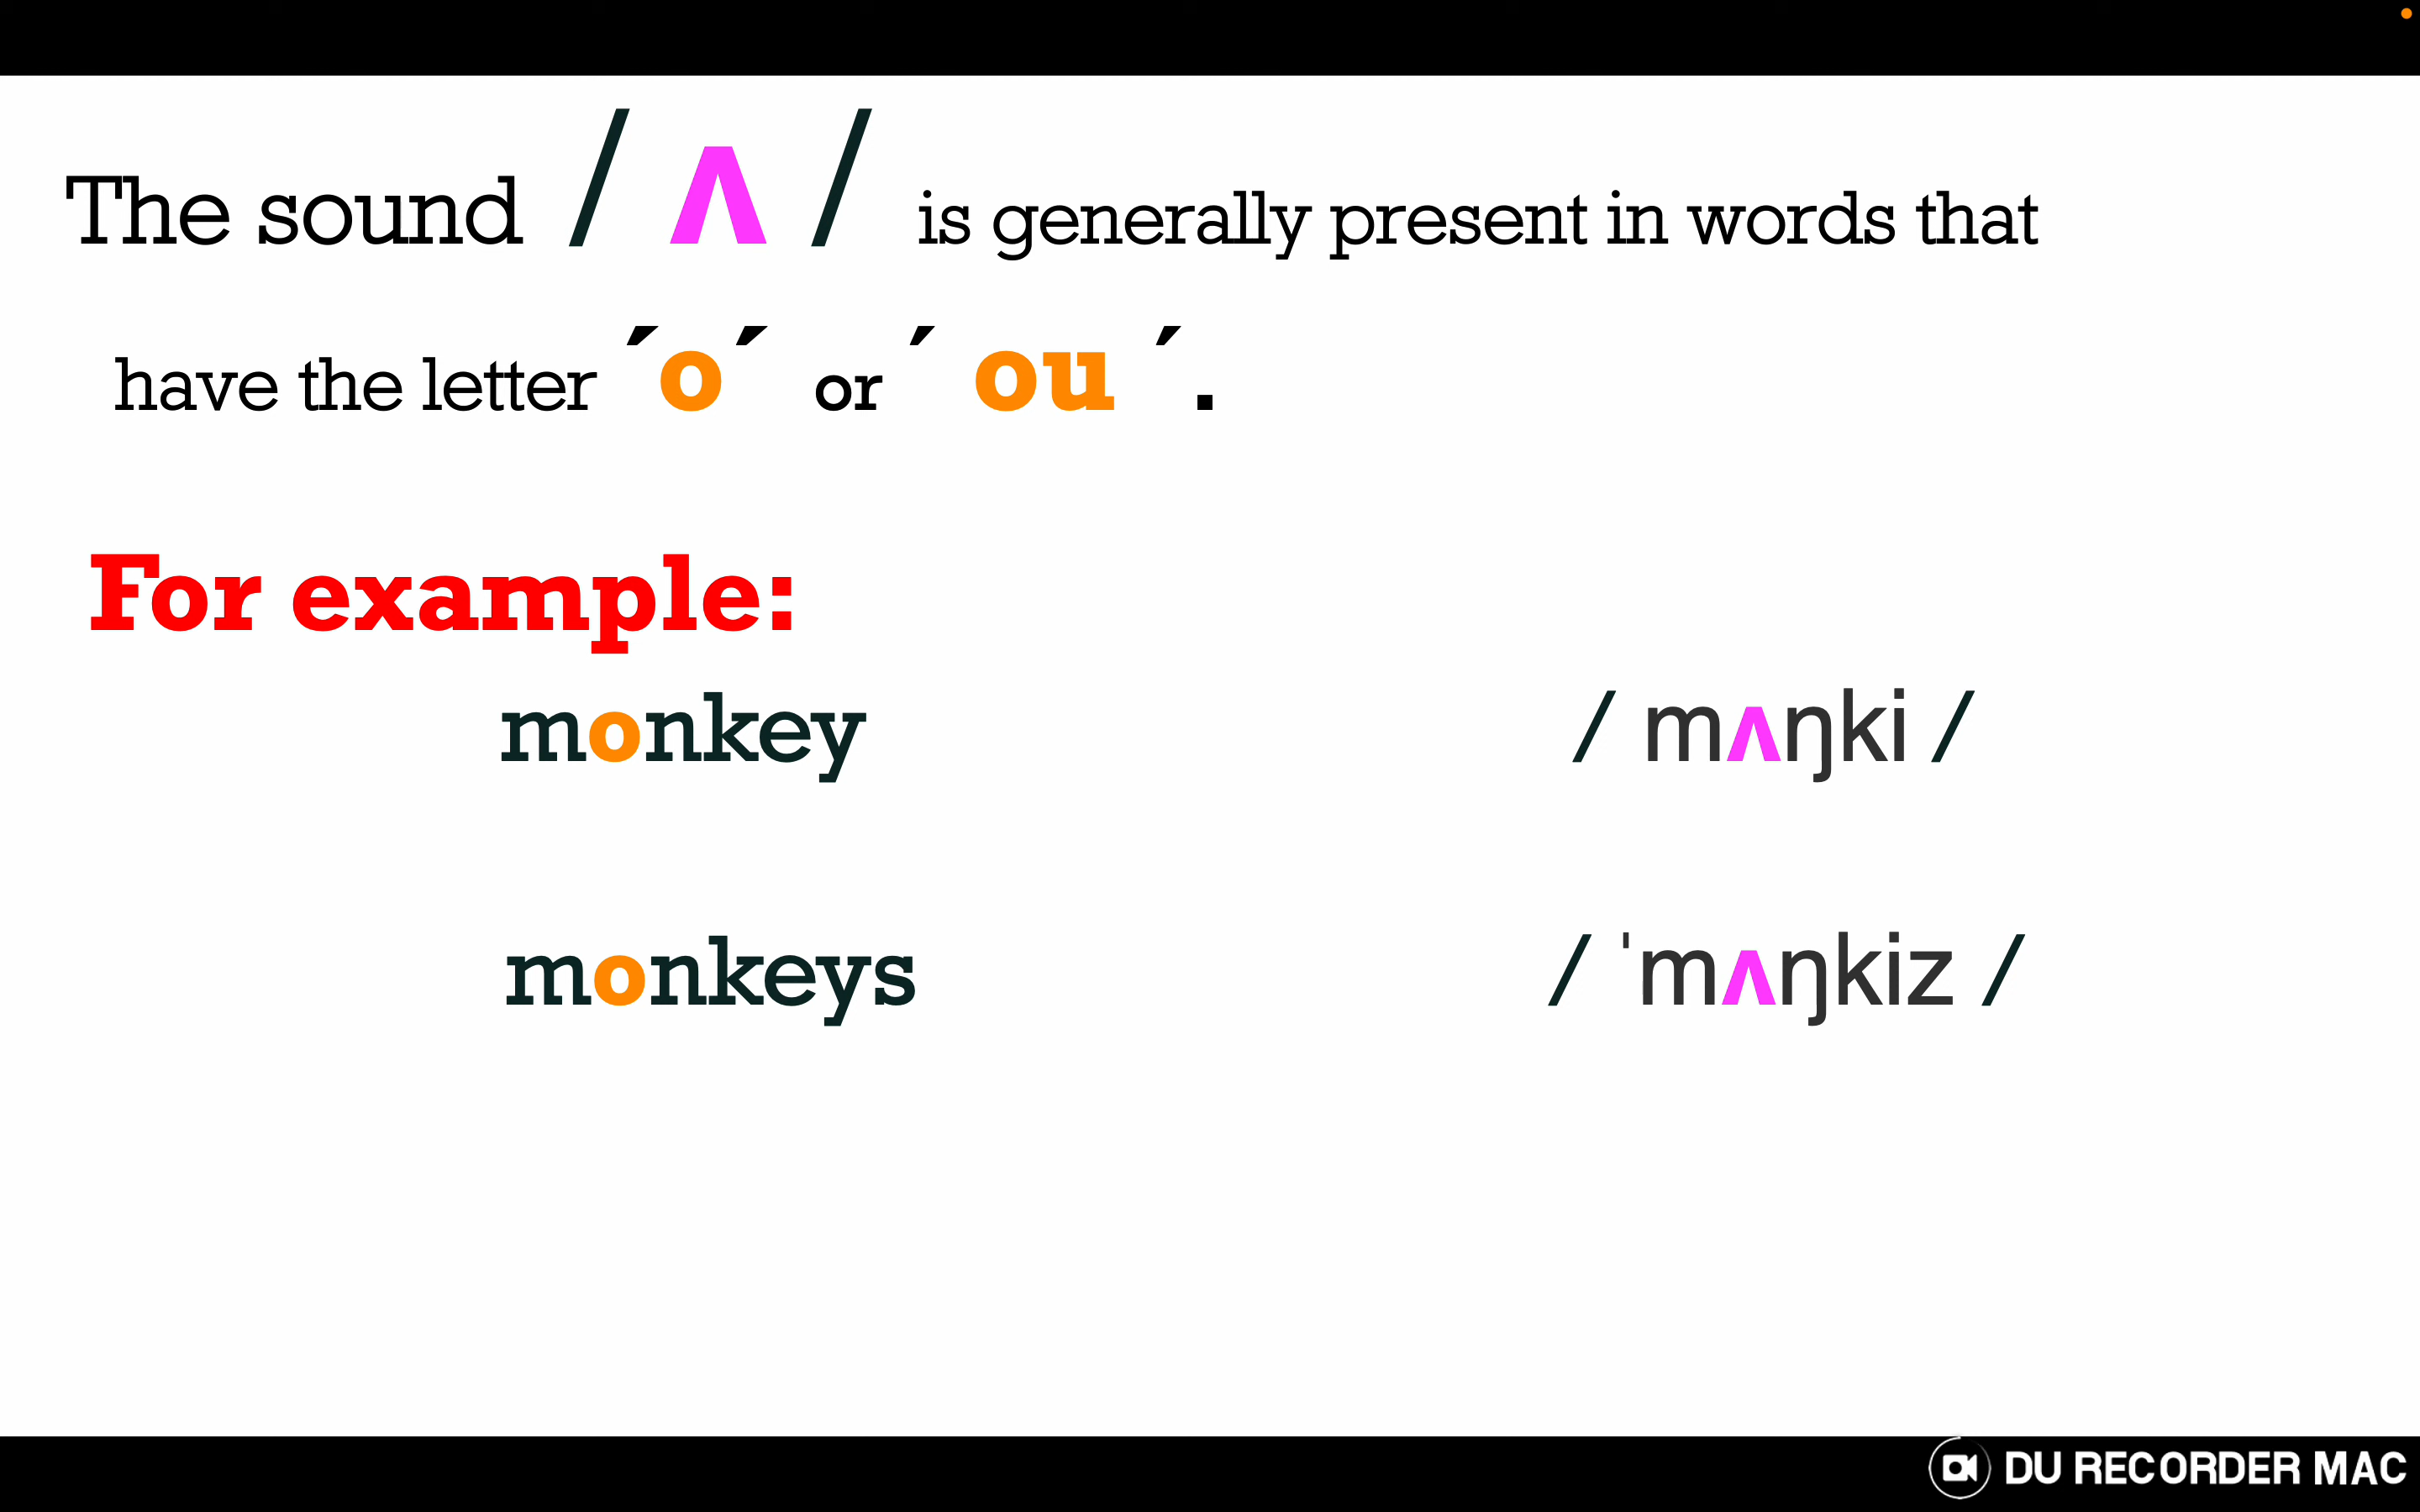 The sound / ʌ / is generally present in words that
have the letter ´o´ or ´ ou ´.
For example:
monkey / mʌŋki /
monkeys / ˈmʌŋkiz /
DU RECORDER MAC